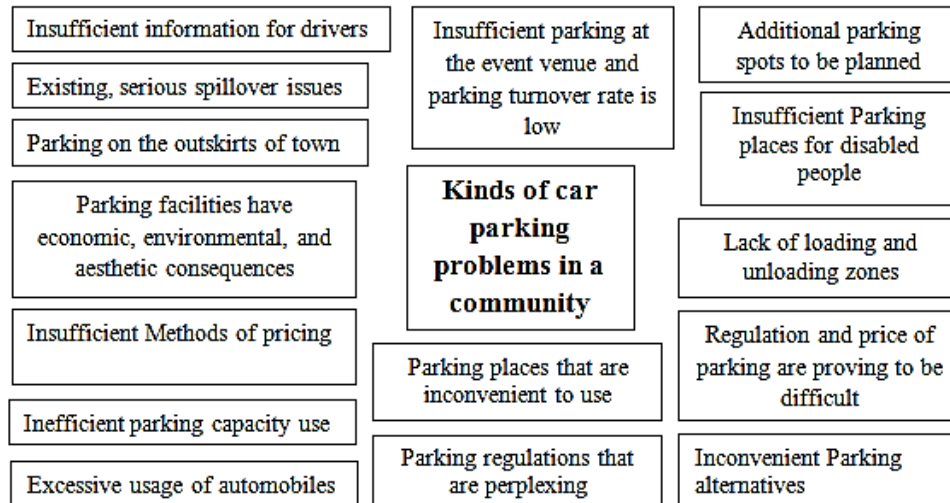 Insufficient information for drivers
Existing, serious spillover issues
Parking on the outskirts of town
Parking facilities have
economic, environmental, and
aesthetic consequences
Insufficient Methods of pricing
Inefficient parking capacity use
Excessive usage of automobiles
Insufficient parking at
the event venue and
parking turnover rate is
low
Kinds of car
parking
problems in a
community
Parking places that are
inconvenient to use
Parking regulations that
are perplexing
Additional parking
spots to be planned
Insufficient Parking
places for disabled
people
Lack of loading and
unloading zones
Regulation and price of
parking are proving to be
difficult
Inconvenient Parking
alternatives